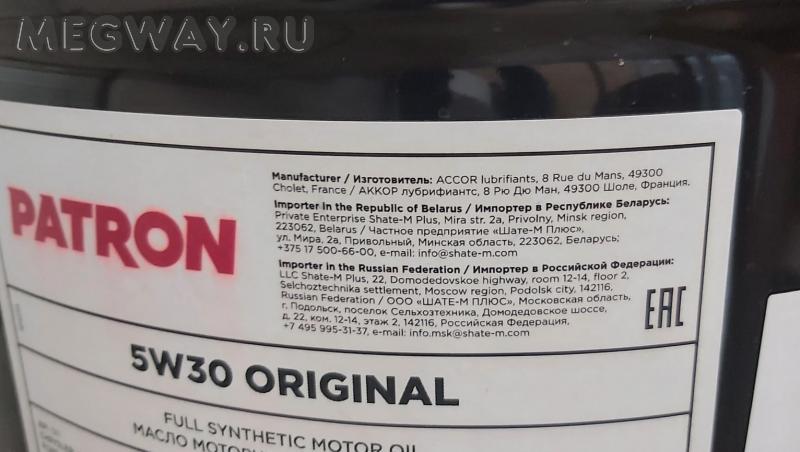 MEGWAY.RU
PATRON
Manufacturer / Изготовитель: ACCOR lubrifiants, 8 Rue du Mans, 49300
Cholet, France / АККОР лубрифиантс, 8 Рю Дю Ман, 49300 Шоле, Франция.
Importer in the Republic of Belarus / Импортер в Республике Беларусь:
Private Enterprise Shate-M Plus, Mira str. 2a, Privolny, Minsk region,
223062, Belarus / Частное предприятие «Шате-М Плюс»,
ул. Мира, 2а, Привольный, Минская область, 223062, Беларусь;
+375 17 500-66-00, e-mail: info@shate-m.com
Importer in the Russian Federation / Импортер в Российской Федерации:
LLC Shate-M Plus, 22, Domodedovskoe highway, room 12-14, floor 2,
Selchoztechnika settlement, Moscow region, Podolsk city, 142116,
Russian Federation / ООО «ШАТЕ-М ПЛЮС», Московская область,
г. Подольск, поселок Сельхозтехника, Домодедовское шоссе,
д. 22, ком. 12-14, этаж 2, 142116, Российская Федерация,
+7 495 995-31-37, e-mail: info.msk@shate-m.com
EAC
5W30 ORIGINAL
FULL SYNTHETIC MOTOR OIL
МАСЛО